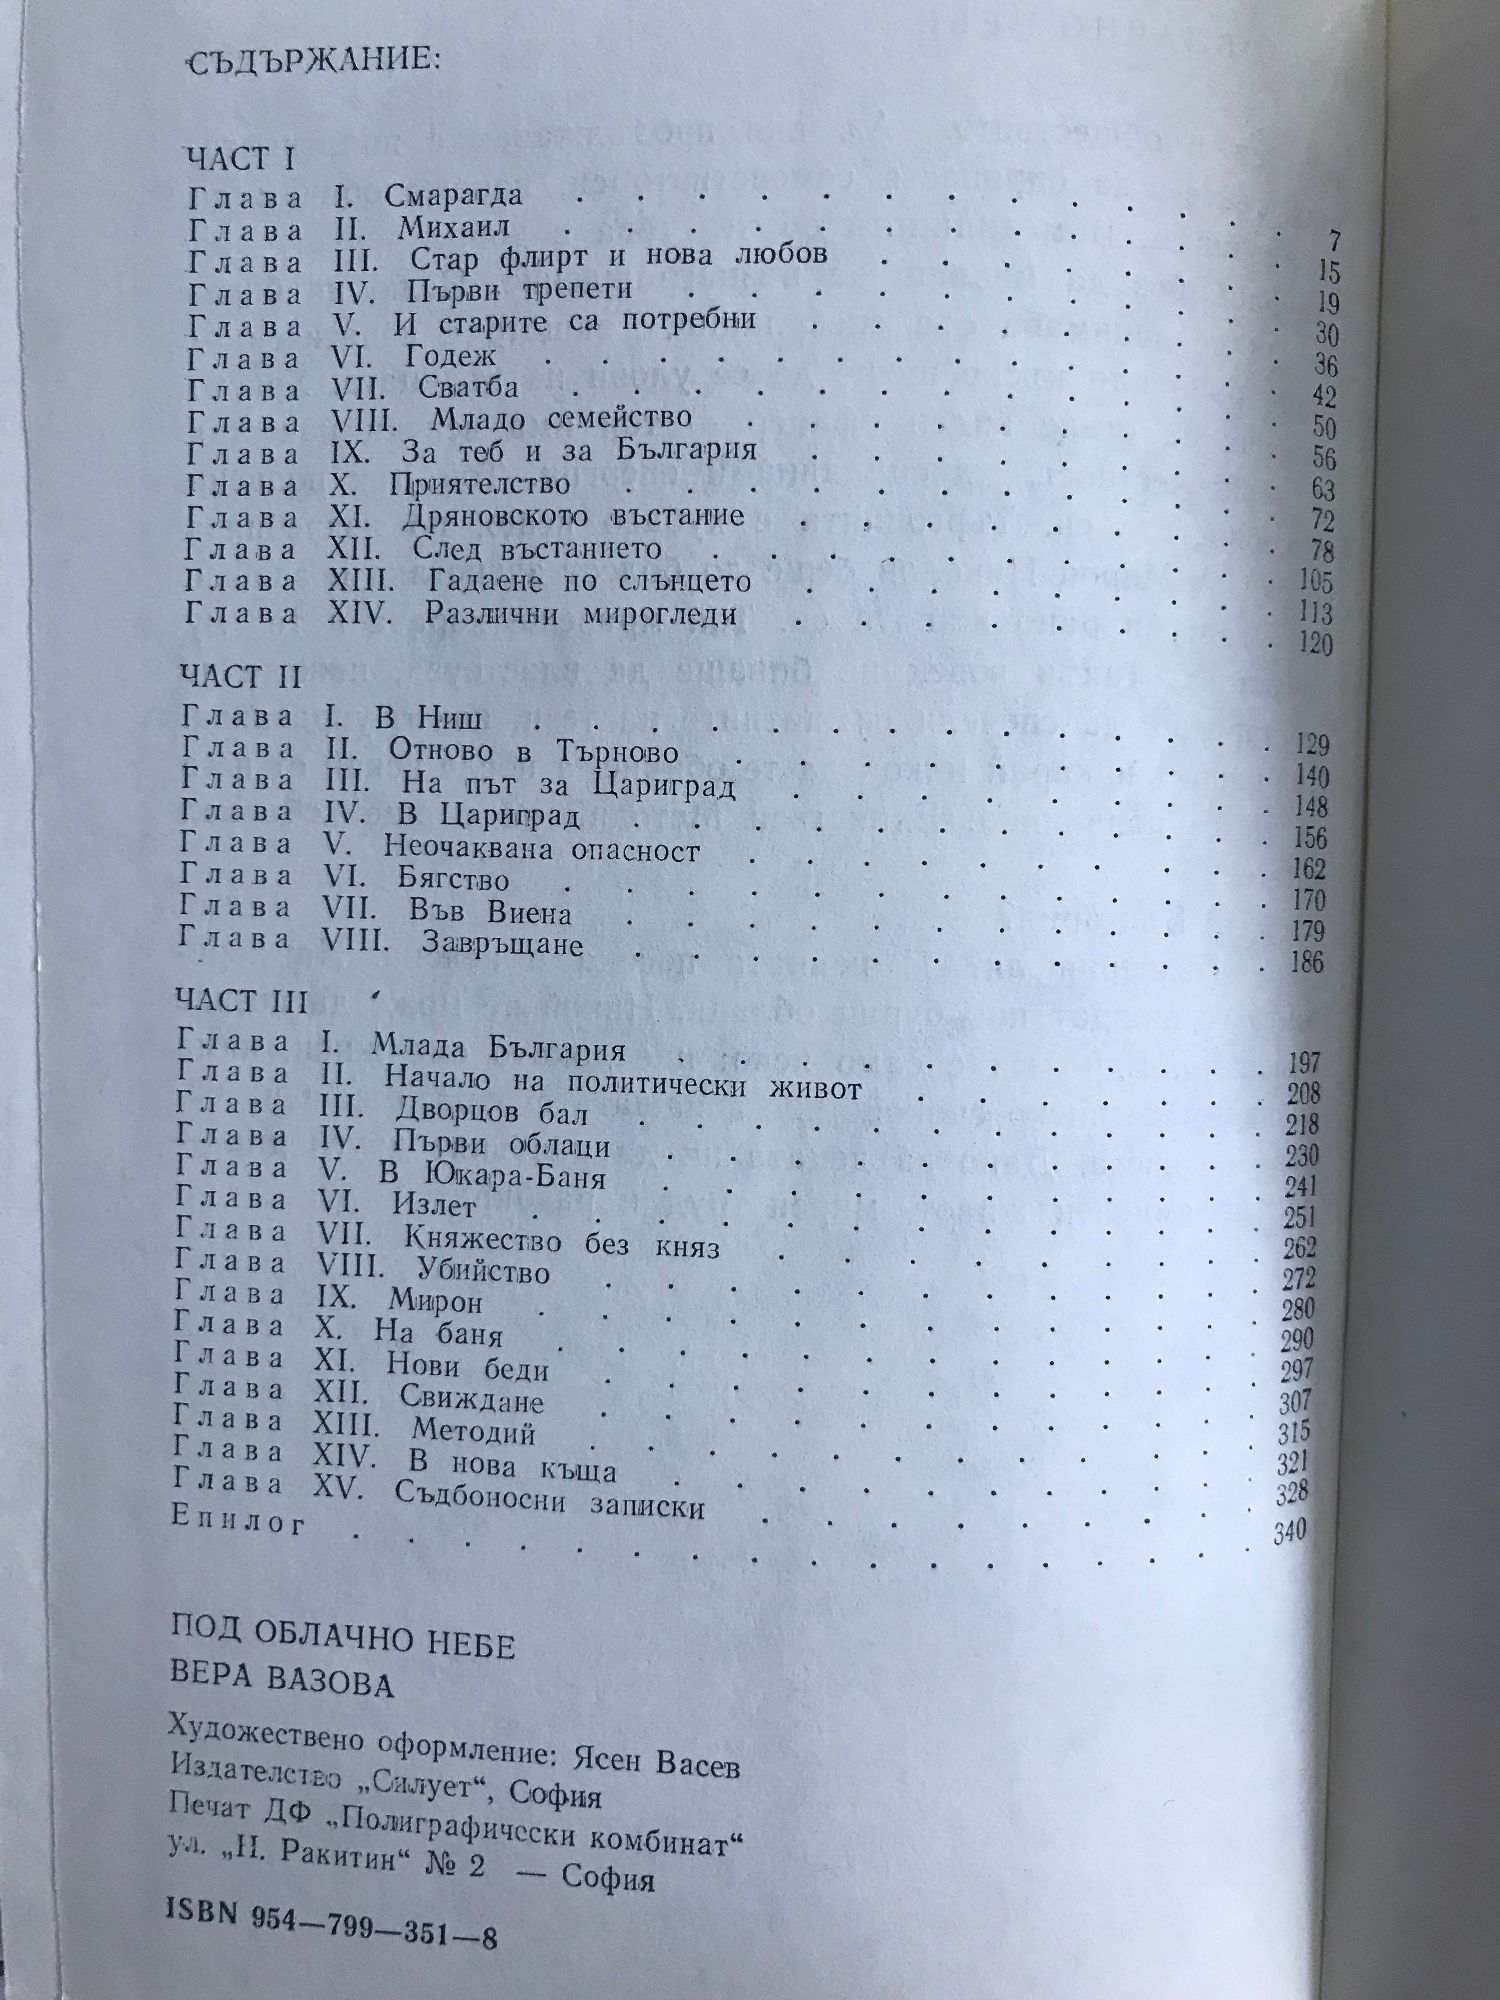 СЪДЪРЖАНИЕ:
ЧАСТ I
Глава I. Смарагда . . . . . . . . . . . . 7
Глава II. Михаил . . . . . . . . . . . . 15
Глава III. Стар флирт и нова любов . . . . . . . 19
Глава IV. Първи трепети . . . . . . . . . . 30
Глава V. И старите са потребни . . . . . . . . 36
Глава VI. Годеж . . . . . . . . . . . . 42
Глава VII. Сватба . . . . . . . . . . . . 50
Глава VIII. Младо семейство . . . . . . . . . 56
Глава IX. За теб и за България . . . . . . . . 63
Глава X. Приятелство . . . . . . . . . . . 72
Глава XI. Дряновското въстание . . . . . . . . 78
Глава XII. След въстанието . . . . . . . . . 105
Глава XIII. Гадаене по слънцето . . . . . . . . 113
Глава XIV. Различни мирогледи . . . . . . . . 120
ЧАСТ II
Глава I. В Ниш . . . . . . . . . . . . 129
Глава II. Отново в Търново . . . . . . . . . 140
Глава III. На път за Цариград . . . . . . . . 148
Глава IV. В Цариград . . . . . . . . . . 156
Глава V. Неочаквана опасност . . . . . . . . 162
Глава VI. Бягство . . . . . . . . . . . 170
Глава VII. Във Виена . . . . . . . . . . 179
Глава VIII. Завръщане . . . . . . . . . . 186
ЧАСТ III
Глава I. Млада България . . . . . . . . . 197
Глава II. Начало на политически живот . . . . . . 208
Глава III. Дворцов бал . . . . . . . . . . 218
Глава IV. Първи облаци . . . . . . . . . . 230
Глава V. В Юкара-Баня . . . . . . . . . . 241
Глава VI. Излет . . . . . . . . . . . . 251
Глава VII. Княжество без княз . . . . . . . . 262
Глава VIII. Убийство . . . . . . . . . . 272
Глава IX. Мирон . . . . . . . . . . . . 280
Глава X. На баня . . . . . . . . . . . 290
Глава XI. Нови беди . . . . . . . . . . 297
Глава XII. Свиждане . . . . . . . . . . 307
Глава XIII. Методий . . . . . . . . . . . 315
Глава XIV. В нова къща . . . . . . . . . . 321
Глава XV. Съдбоносни записки . . . . . . . . 328
Епилог . . . . . . . . . . . . . . . 340
ПОД ОБЛАЧНО НЕБЕ
ВЕРА ВАЗОВА
Художествено оформление: Ясен Васев
Издателство „Силует“, София
Печат ДФ „Полиграфически комбинат“
ул. „Н. Ракитин“ № 2 — София
ISBN 954—799—351—8